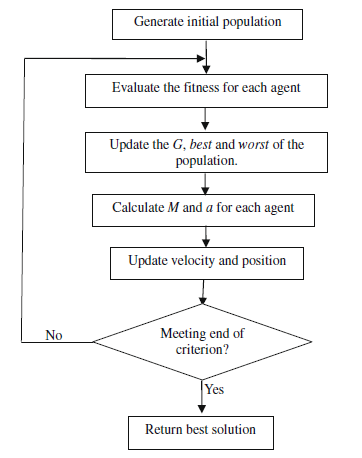 Generate initial population
Evaluate the fitness for each agent
Update the G, best and worst of the
population.
Calculate M and a for each agent
Update velocity and position
Meeting end of
criterion?
No
Yes
Return best solution